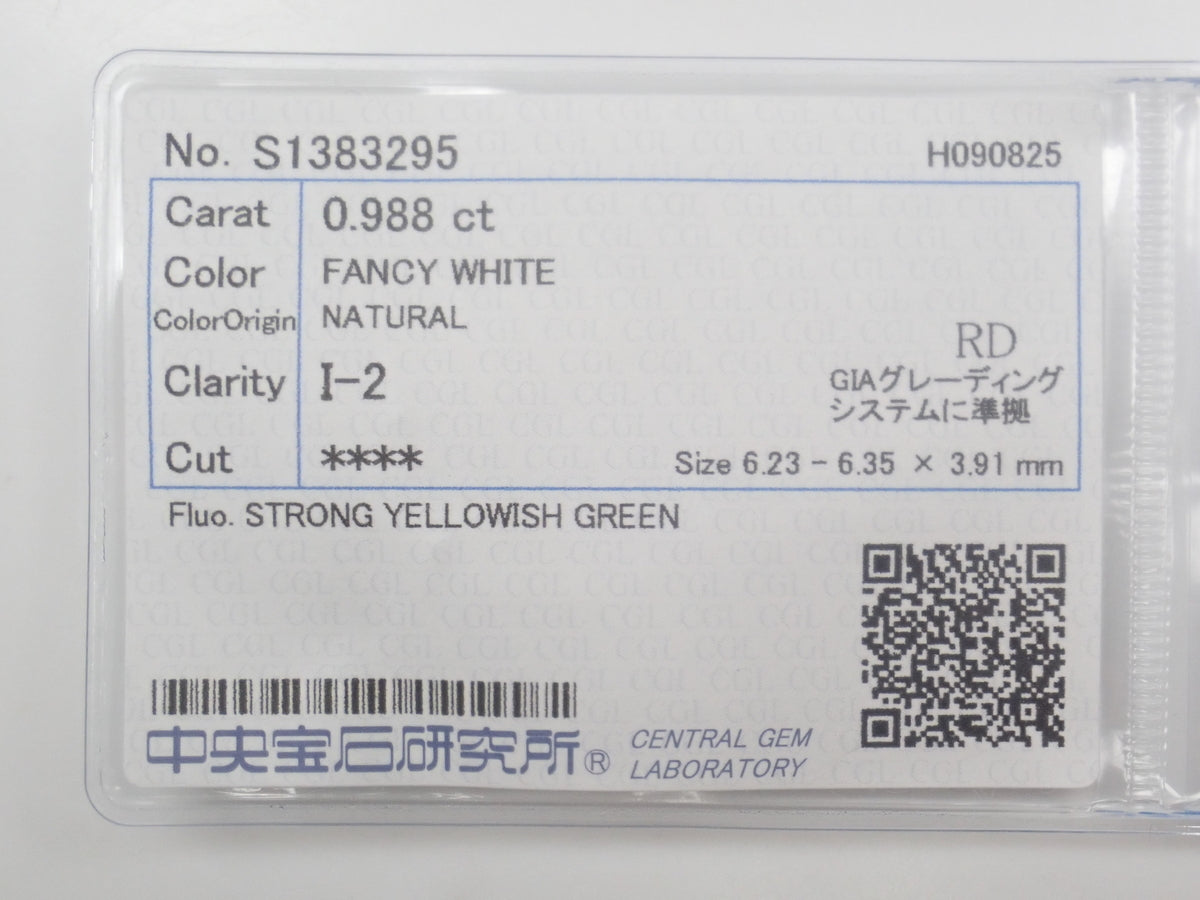 No. S1383295
H090825
Carat 0.988 ct
Color FANCY WHITE
ColorOrigin NATURAL
RD
Clarity I-2
GIAグレーディング
システムに準拠
Cut ****
Size 6.23 - 6.35 × 3.91 mm
Fluo. STRONG YELLOWISH GREEN
中央宝石研究所®
CENTRAL GEM
LABORATORY